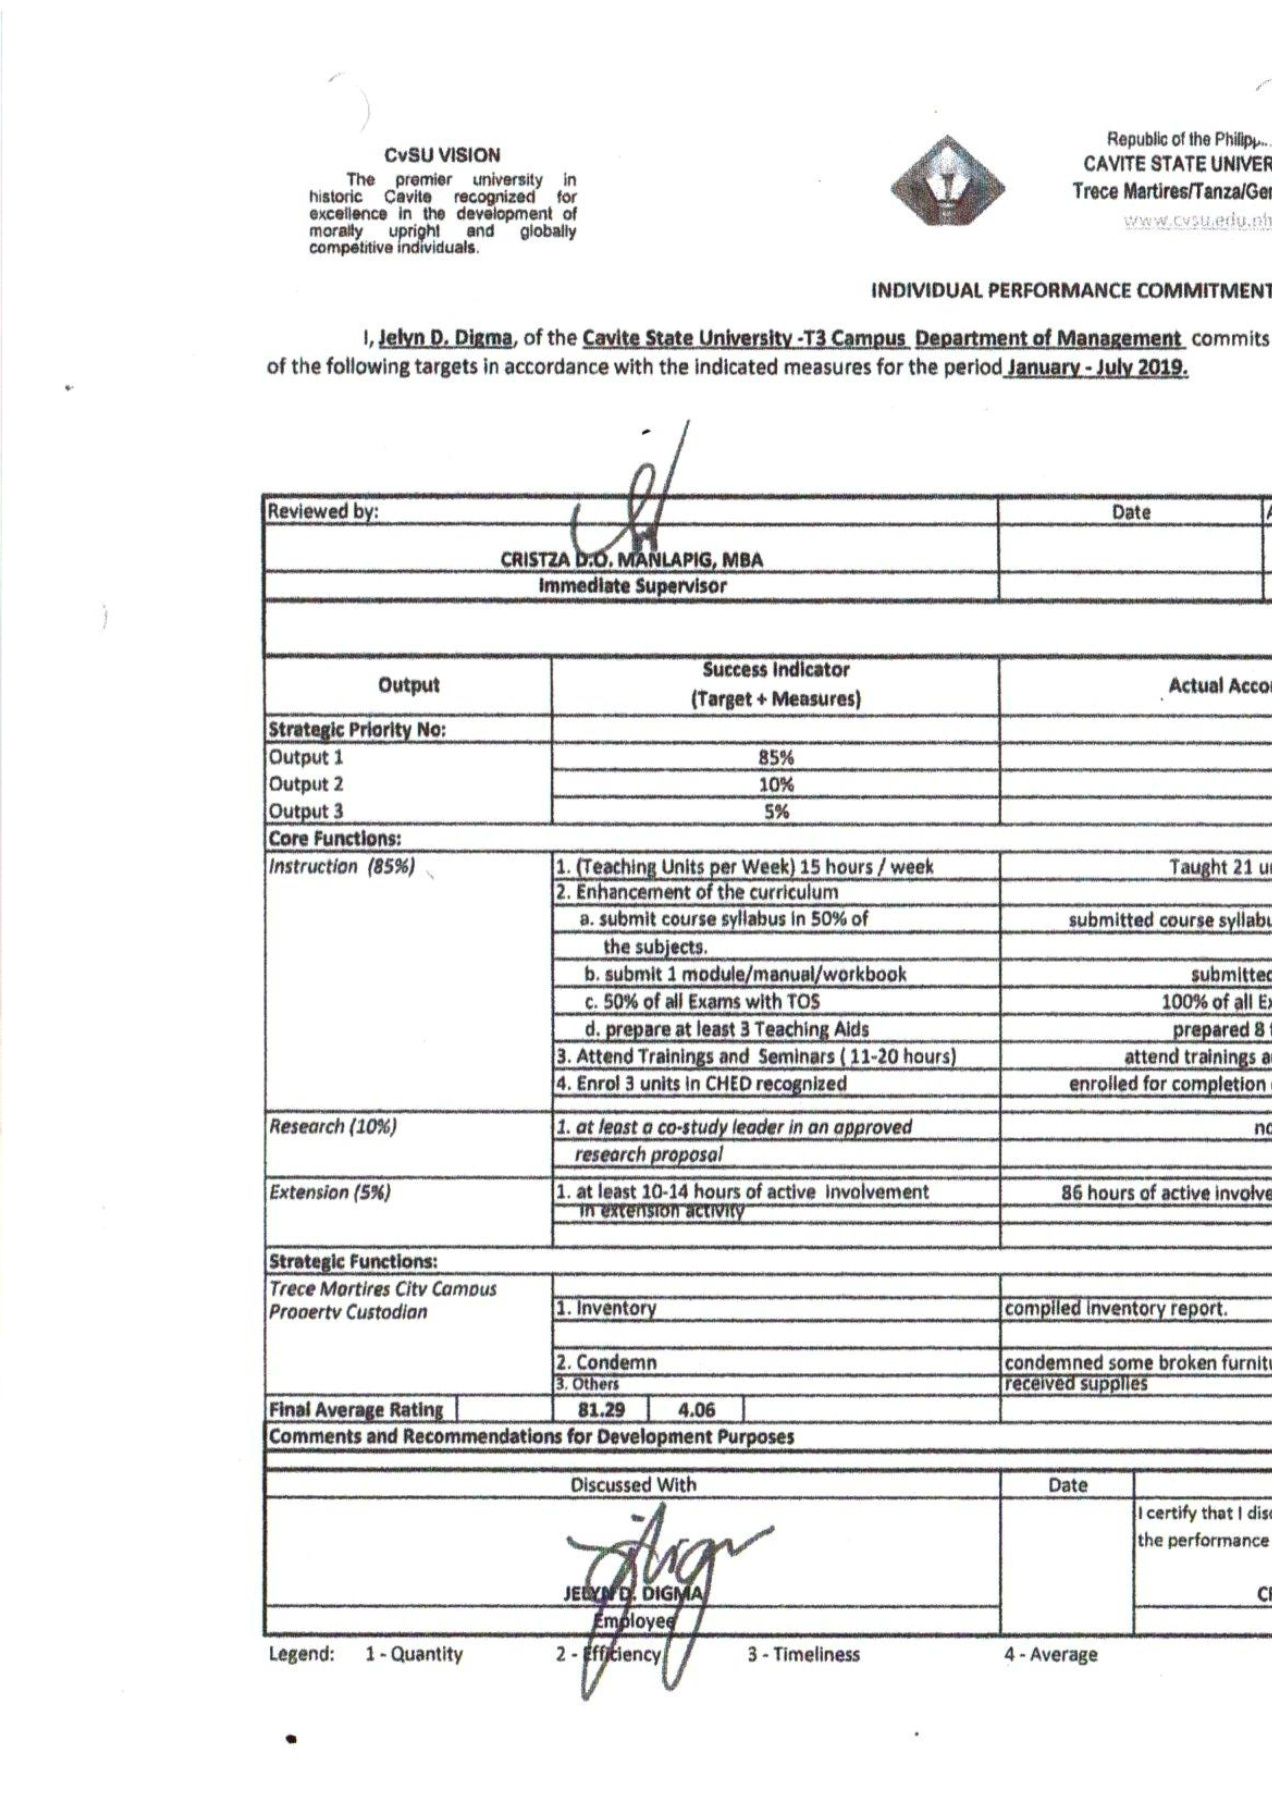 CvSU VISION
The premier university in
historic Cavite recognized for
excellence in the development of
morally upright and globally
competitive individuals.
Republic of the
CAVITE STATE
Trece Martires/Tanza/
www.cvsu.edu.ph
INDIVIDUAL PERFORMANCE COMMITMENT
I, Jelyn D. Digma, of the Cavite State University -T3 Campus Department of Management commits
of the following targets in accordance with the indicated measures for the period January - July 2019.
Reviewed by: Date
CRISTZA D.O. MANLAPIG, MBA
Immediate Supervisor
Output Success Indicator Actual
(Target + Measures)
Strategic Priority No:
Output 1 85%
Output 2 10%
Output 3 5%
Core Functions:
Instruction (85%) 1. (Teaching Units per Week) 15 hours / week Taught 21
2. Enhancement of the curriculum
a. submit course syllabus in 50% of submitted course
the subjects.
b. submit 1 module/manual/workbook submitted
c. 50% of all Exams with TOS 100% of all
d. prepare at least 3 Teaching Aids prepared 8
3. Attend Trainings and Seminars ( 11-20 hours) attend trainings
4. Enrol 3 units in CHED recognized enrolled for completion
Research (10%) 1. at least a co-study leader in an approved
research proposal
Extension (5%) 1. at least 10-14 hours of active involvement 86 hours of active
in extension activity
Strategic Functions:
Trece Martires City Campus
Property Custodian 1. Inventory compiled inventory report.
2. Condemn condemned some broken
3. Others received supplies
Final Average Rating 81.29 4.06
Comments and Recommendations for Development Purposes
Discussed With Date
I certify that I
the performance
JELYN D. DIGMA
Employee
Legend: 1 - Quantity 2 - Efficiency 3 - Timeliness 4 - Average